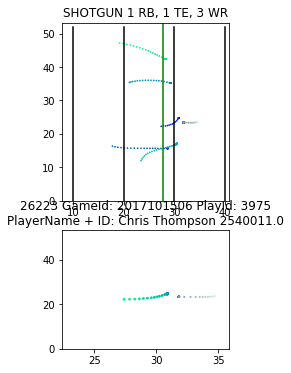 SHOTGUN 1 RB, 1 TE, 3 WR
50
40
30
20
10
0
10 20 30 40
26223 GameId: 2017101506 PlayId: 3975
PlayerName + ID: Chris Thompson 2540011.0
40
20
0
25 30 35